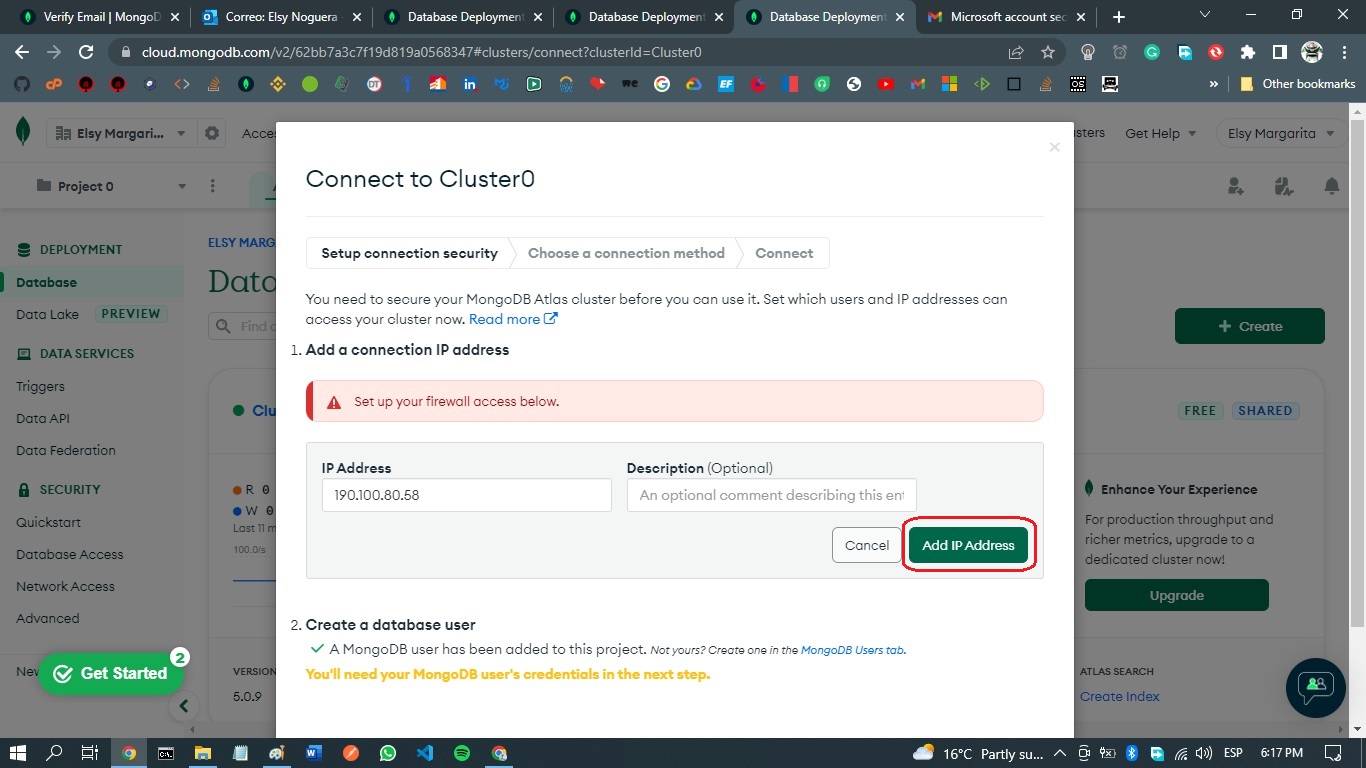 Verify Email | MongoD
Correo: Elsy Noguera
Database Deployment
Database Deployment
Database Deployment
Microsoft account sec
cloud.mongodb.com/v2/62bb7a3c7f19d819a0568347#clusters/connect?clusterId=Cluster0
Other bookmarks
Elsy Margari...
Acce
usters
Get Help
Elsy Margarita
Project 0
DEPLOYMENT
Database
Data Lake PREVIEW
DATA SERVICES
Triggers
Data API
Data Federation
SECURITY
Quickstart
Database Access
Network Access
Advanced
New
Get Started 2
ELSY MARGA
Data
Find c
Clu
R 0
W 0
Last 11 m
100.0/s
VERSION
5.0.9
Connect to Cluster0
Setup connection security
Choose a connection method
Connect
You need to secure your MongoDB Atlas cluster before you can use it. Set which users and IP addresses can
access your cluster now. Read more
1. Add a connection IP address
Set up your firewall access below.
IP Address
Description (Optional)
190.100.80.58
An optional comment describing this ent
Cancel
Add IP Address
2. Create a database user
A MongoDB user has been added to this project. Not yours? Create one in the MongoDB Users tab.
You'll need your MongoDB user's credentials in the next step.
+ Create
FREE SHARED
Enhance Your Experience
For production throughput and
richer metrics, upgrade to a
dedicated cluster now!
Upgrade
ATLAS SEARCH
Create Index
16°C Partly su...
ESP
6:17 PM